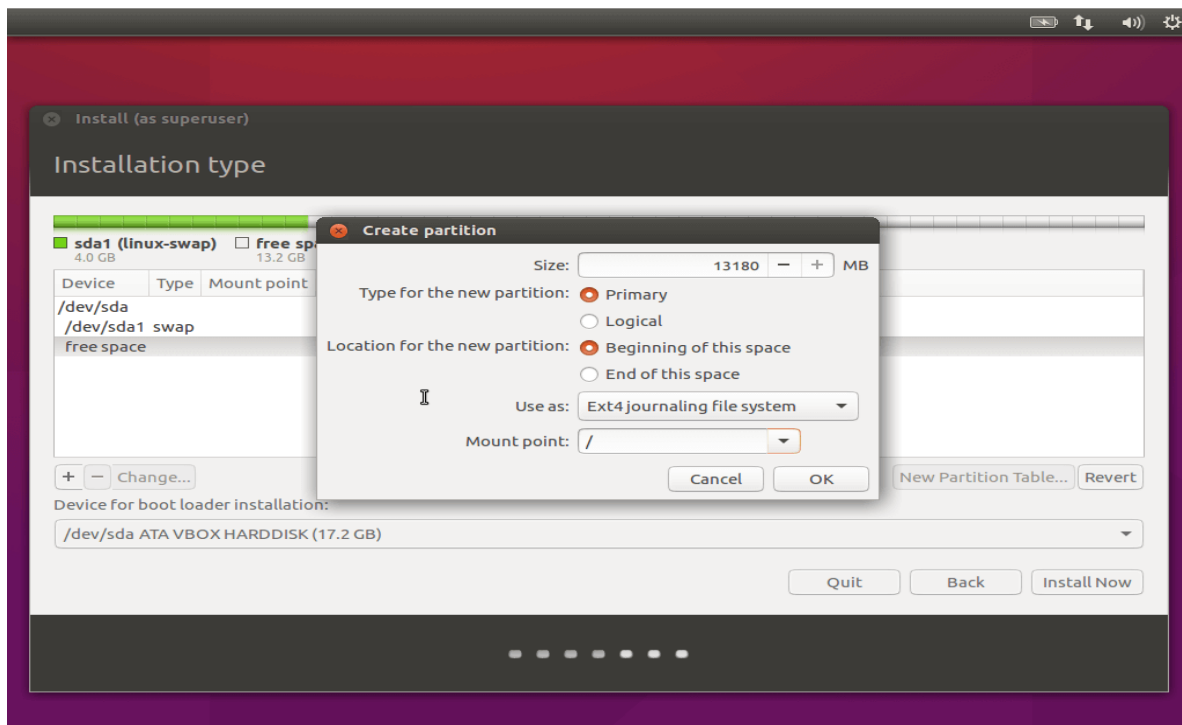 Install (as superuser)
Installation type
sda1 (linux-swap) free sp
4.0 GB 13.2 GB
Device Type Mount point
/dev/sda
/dev/sda1 swap
free space
+ − Change...
New Partition Table... Revert
Device for boot loader installation:
/dev/sda ATA VBOX HARDDISK (17.2 GB)
Quit Back Install Now
Create partition
Size: 13180 − + MB
Type for the new partition: Primary
Logical
Location for the new partition: Beginning of this space
End of this space
Use as: Ext4 journaling file system
Mount point: /
Cancel OK